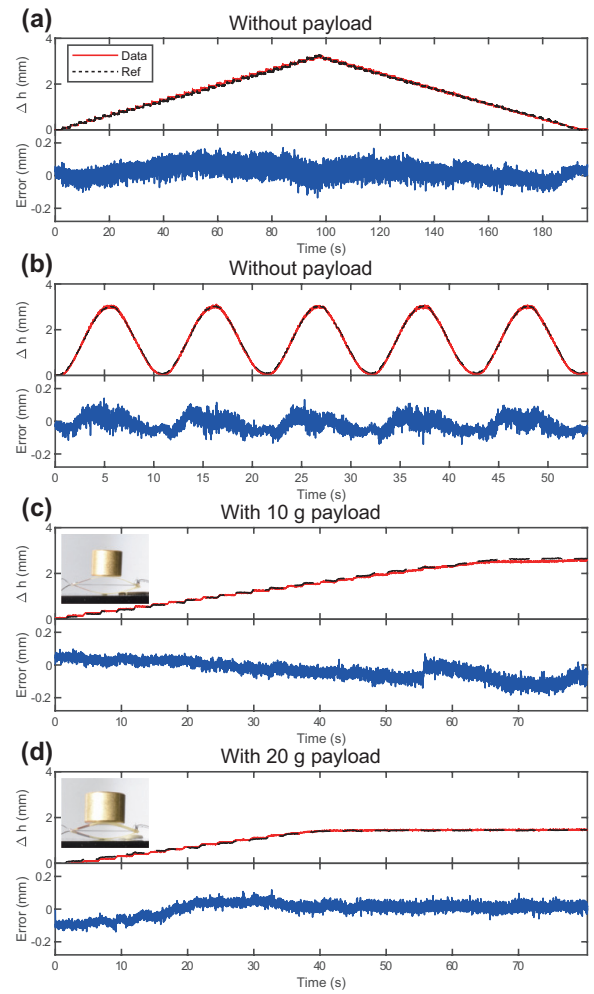 (a)
Without payload
Δ h (mm)
4
2
0
Data
Ref
Error (mm)
0.2
0
-0.2
0 20 40 60 80 100 120 140 160 180
Time (s)
(b)
Without payload
Δ h (mm)
4
2
0
Error (mm)
0.2
0
-0.2
0 5 10 15 20 25 30 35 40 45 50
Time (s)
(c)
With 10 g payload
Δ h (mm)
4
2
0
Error (mm)
0.2
0
-0.2
0 10 20 30 40 50 60 70
Time (s)
(d)
With 20 g payload
Δ h (mm)
4
2
0
Error (mm)
0.2
0
-0.2
0 10 20 30 40 50 60 70
Time (s)